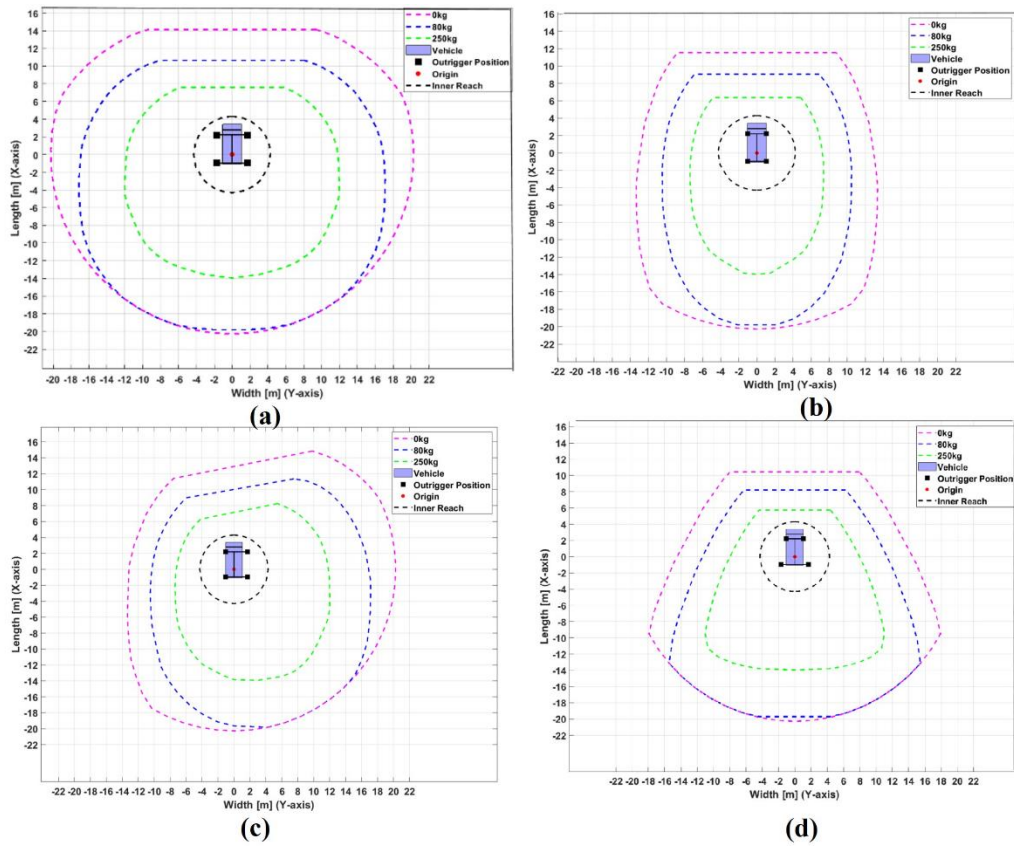 0kg
80kg
250kg
Vehicle
Outrigger Position
Origin
Inner Reach
16
14
12
10
8
6
4
2
0
-2
-4
-6
-8
-10
-12
-14
-16
-18
-20
-22
Length [m] (X-axis)
-20 -18 -16 -14 -12 -10 -8 -6 -4 -2 0 2 4 6 8 10 12 14 16 18 20 22
Width [m] (Y-axis)
(a)
0kg
80kg
250kg
Vehicle
Outrigger Position
Origin
Inner Reach
16
14
12
10
8
6
4
2
0
-2
-4
-6
-8
-10
-12
-14
-16
-18
-20
-22
Length [m] (X-axis)
-22 -20 -18 -16 -14 -12 -10 -8 -6 -4 -2 0 2 4 6 8 10 12 14 16 18 20 22
Width [m] (Y-axis)
(b)
0kg
80kg
250kg
Vehicle
Outrigger Position
Origin
Inner Reach
16
14
12
10
8
6
4
2
0
-2
-4
-6
-8
-10
-12
-14
-16
-18
-20
-22
Length [m] (X-axis)
-22 -20 -18 -16 -14 -12 -10 -8 -6 -4 -2 0 2 4 6 8 10 12 14 16 18 20 22
Width [m] (Y-axis)
(c)
0kg
80kg
250kg
Vehicle
Outrigger Position
Origin
Inner Reach
16
14
12
10
8
6
4
2
0
-2
-4
-6
-8
-10
-12
-14
-16
-18
-20
-22
Length [m] (X-axis)
-22 -20 -18 -16 -14 -12 -10 -8 -6 -4 -2 0 2 4 6 8 10 12 14 16 18 20 22
Width [m] (Y-axis)
(d)